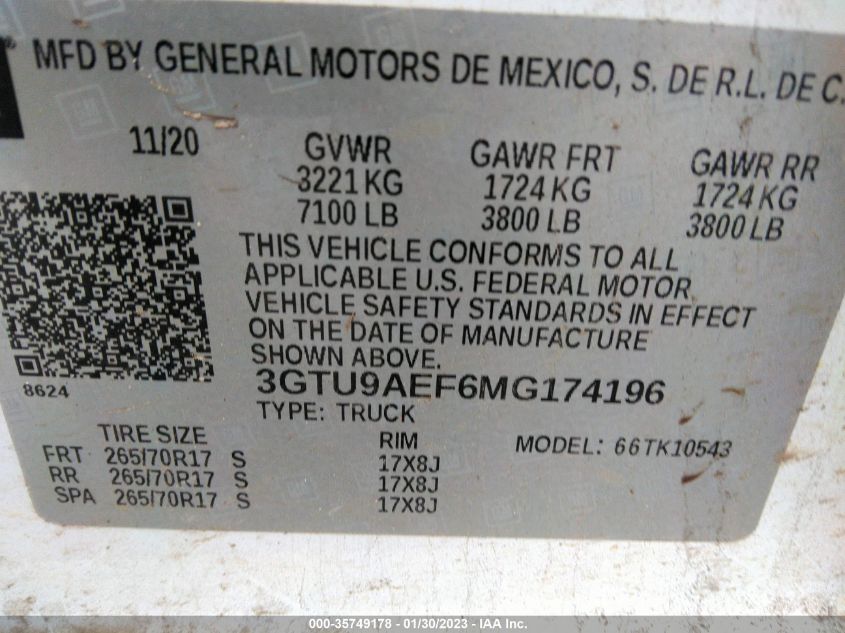 MFD BY GENERAL MOTORS DE MEXICO, S. DE R.L. DE C.
11/20 GVWR GAWR FRT GAWR RR
3221 KG 1724 KG 1724 KG
7100 LB 3800 LB 3800 LB
THIS VEHICLE CONFORMS TO ALL
APPLICABLE U.S. FEDERAL MOTOR
VEHICLE SAFETY STANDARDS IN EFFECT
ON THE DATE OF MANUFACTURE
SHOWN ABOVE.
8624
3GTU9AEF6MG174196
TYPE: TRUCK
TIRE SIZE RIM MODEL: 66TK10543
FRT 265/70R17 S 17X8J
RR 265/70R17 S 17X8J
SPA 265/70R17 S 17X8J
000-35749178 - 01/30/2023 - IAA Inc.